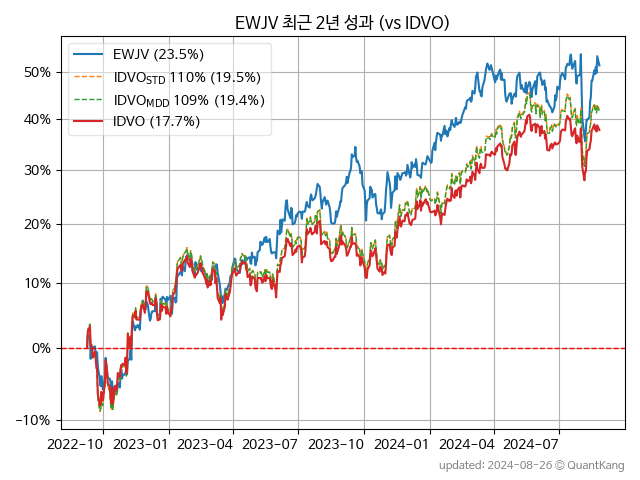 EWJV 최근 2년 성과 (vs IDVO)
EWJV (23.5%)
IDVO_STD 110% (19.5%)
IDVO_MDD 109% (19.4%)
IDVO (17.7%)
50%
40%
30%
20%
10%
0%
−10%
2022-10 2023-01 2023-04 2023-07 2023-10 2024-01 2024-04 2024-07
updated: 2024-08-26 © QuantKang